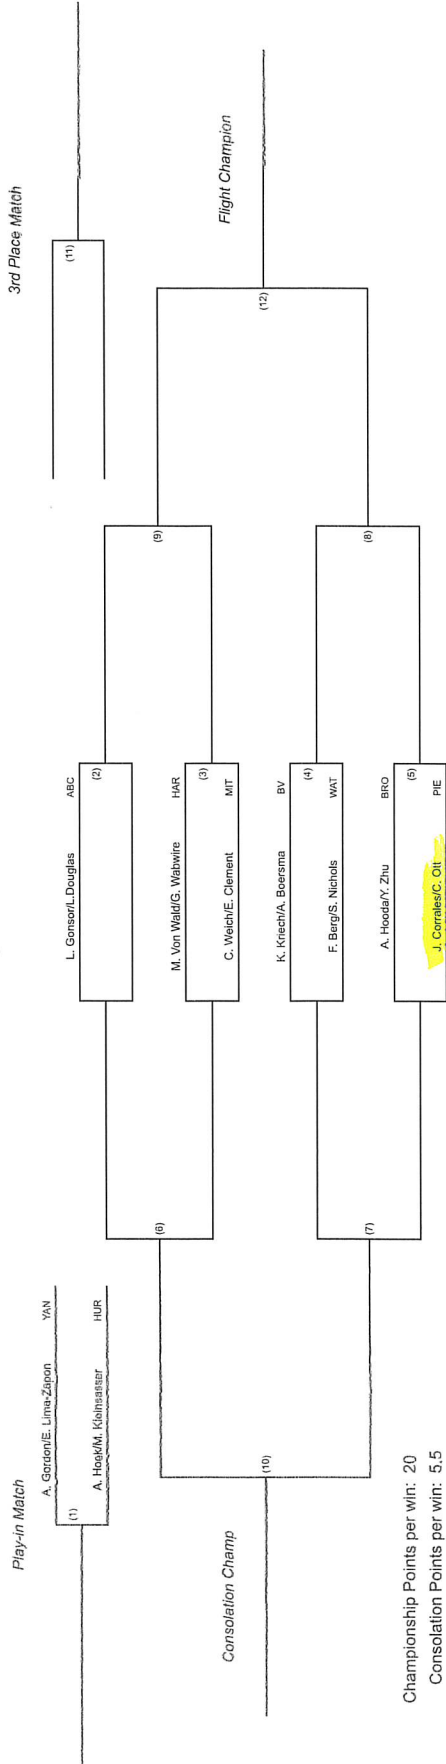 Play-in Match
A. Gordon/E. Lima-Zapon YAN
(1)
A. Hoek/M. Kleinsasser HUR
3rd Place Match
(11)
L. Gonsor/L.Douglas ABC
(2)
M. Von Wald/G. Wabwire HAR
(3)
C. Weich/E. Clement MIT
K. Kriech/A. Boersma BV
(4)
F. Berg/S. Nichols WAT
A. Hooda/Y. Zhu BRO
(5)
J. Corrales/C. Ott PIE
(6)
(7)
(9)
(8)
Consolation Champ
(10)
Flight Champion
(12)
Championship Points per win: 20
Consolation Points per win: 5.5